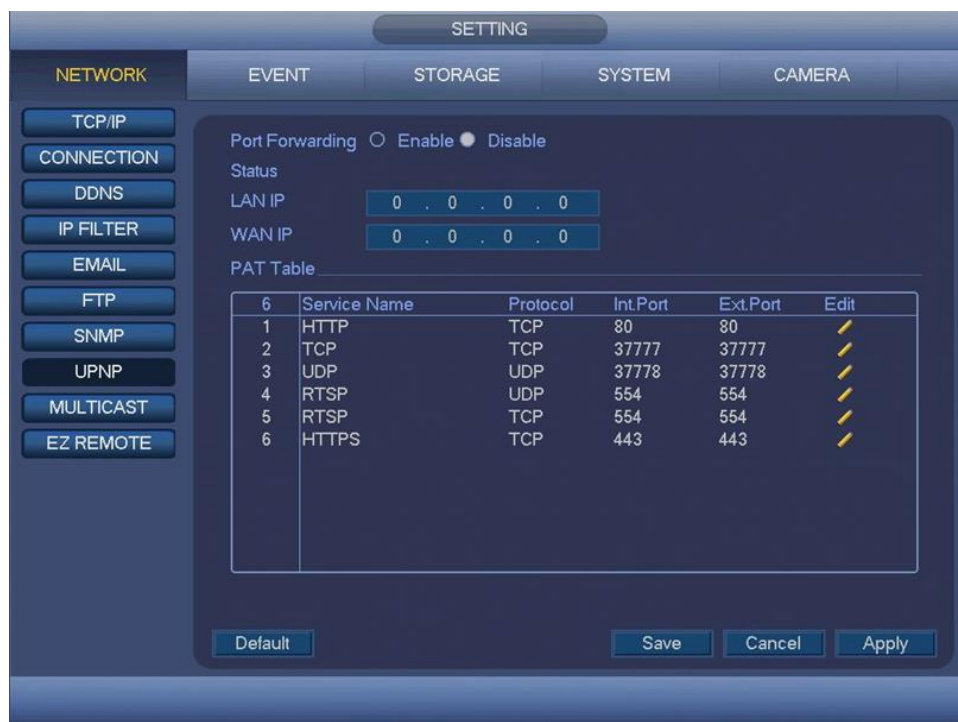 SETTING
NETWORK EVENT STORAGE SYSTEM CAMERA
TCP/IP
CONNECTION
DDNS
IP FILTER
EMAIL
FTP
SNMP
UPNP
MULTICAST
EZ REMOTE
Port Forwarding Enable Disable
Status
LAN IP 0 . 0 . 0 . 0
WAN IP 0 . 0 . 0 . 0
PAT Table
6 Service Name Protocol Int.Port Ext.Port Edit
1 HTTP TCP 80 80
2 TCP TCP 37777 37777
3 UDP UDP 37778 37778
4 RTSP UDP 554 554
5 RTSP TCP 554 554
6 HTTPS TCP 443 443
Default Save Cancel Apply